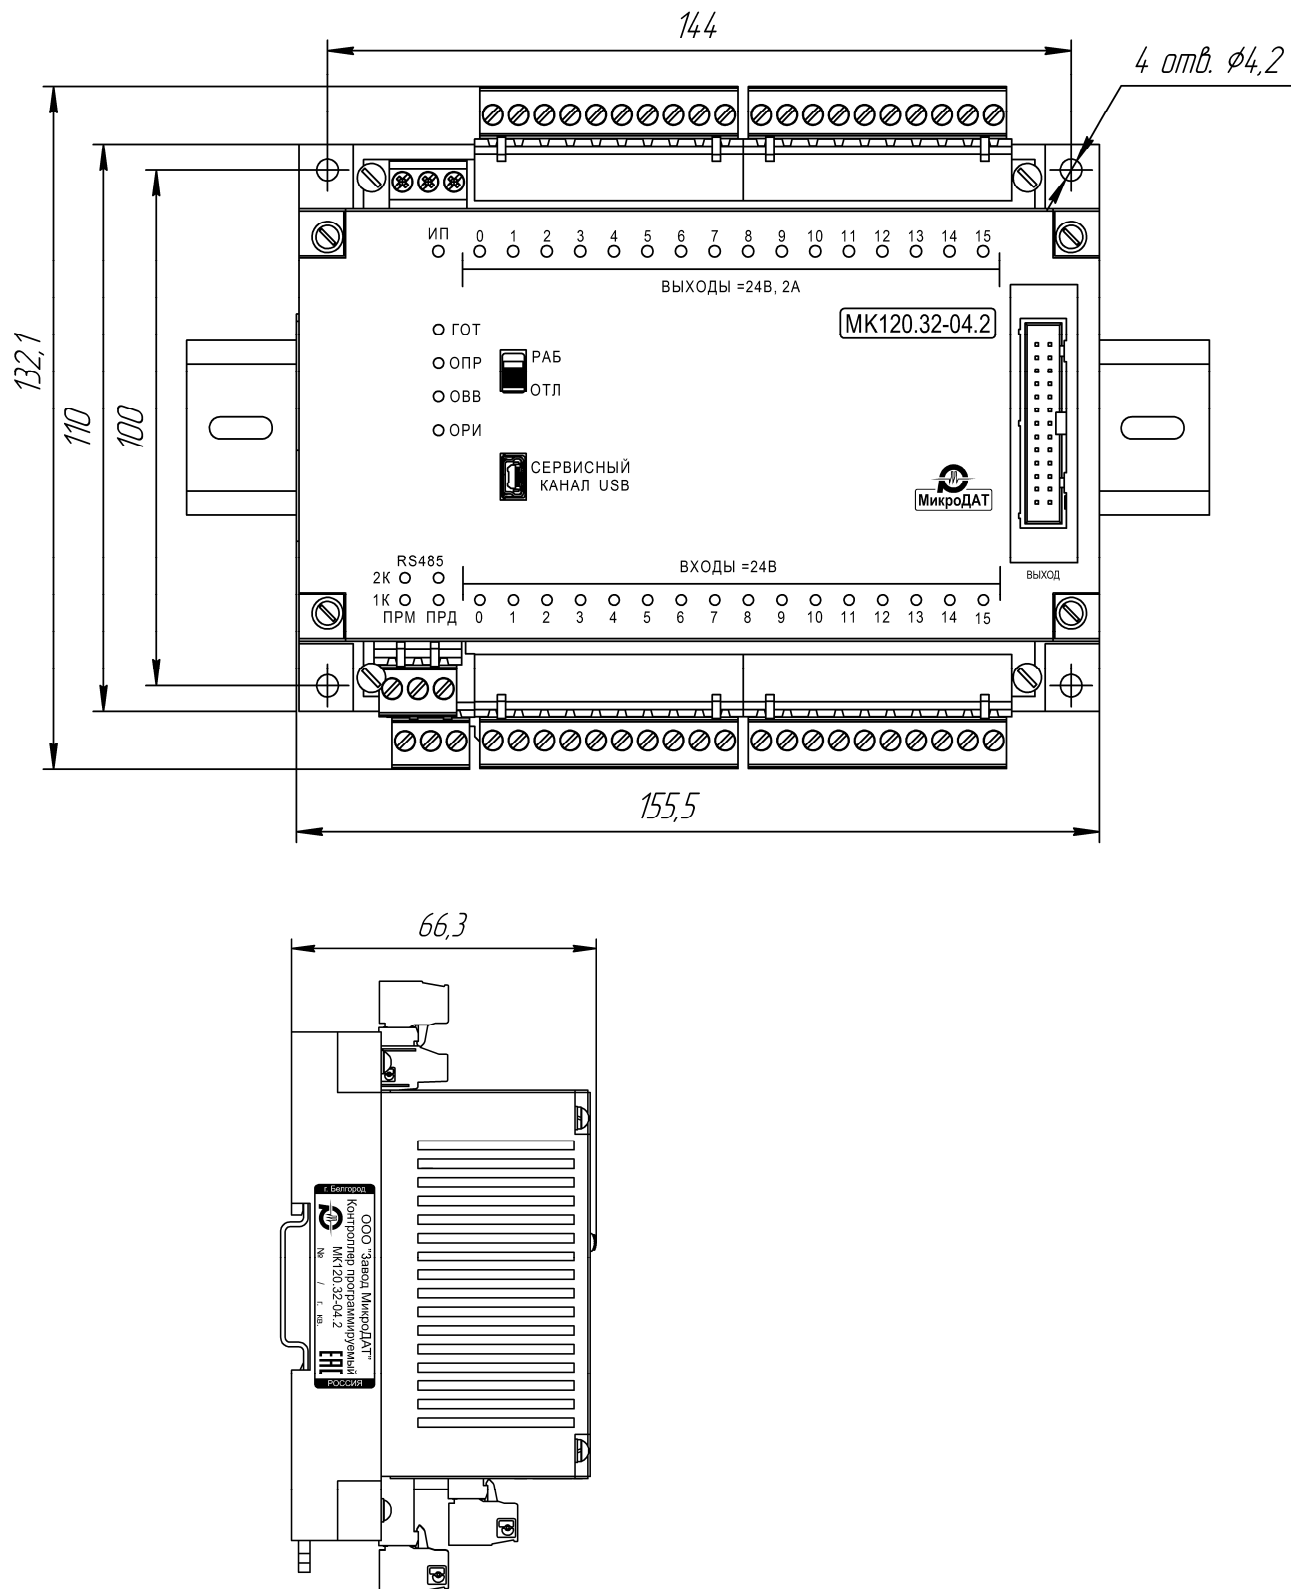 144
4 отв. ϕ4,2
132,1
110
100
ИП 0 1 2 3 4 5 6 7 8 9 10 11 12 13 14 15
ВЫХОДЫ =24В, 2А
МК120.32-04.2
ГОТ
ОПР
ОВВ
ОРИ
РАБ
ОТЛ
СЕРВИСНЫЙ
КАНАЛ USB
МикроДАТ
ВЫХОД
RS485
2К
1К
ПРМ ПРД
ВХОДЫ =24В
0 1 2 3 4 5 6 7 8 9 10 11 12 13 14 15
155,5
66,3
г. Белгород
ООО "Завод МикроДАТ"
Контроллер программируемый
МК120.32-04.2
№ / г. кв.
EAC
РОССИЯ